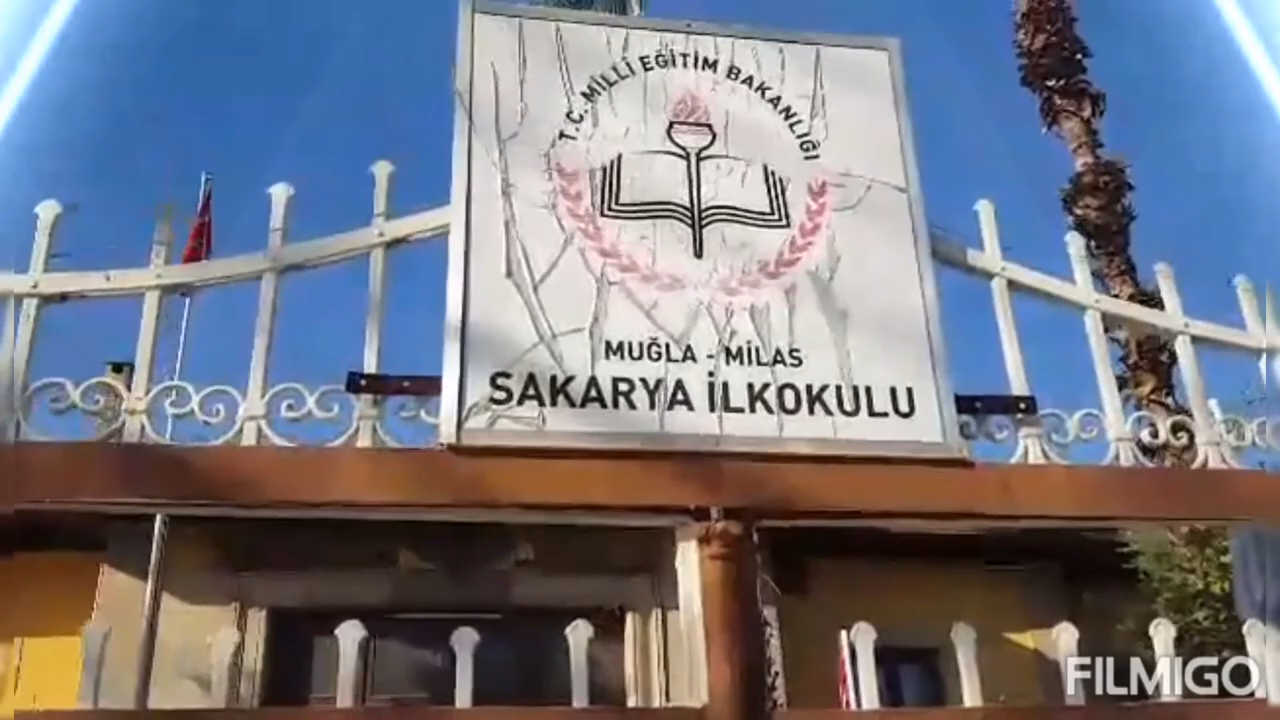 T.C. MİLLİ EĞİTİM BAKANLIĞI
MUĞLA - MİLAS
SAKARYA İLKOKULU
FILMIGO